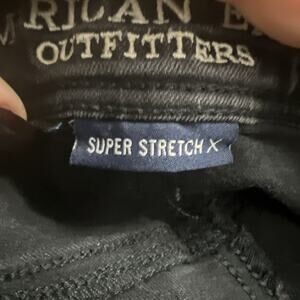 RICAN E
OUTFITTERS
SUPER STRETCH X